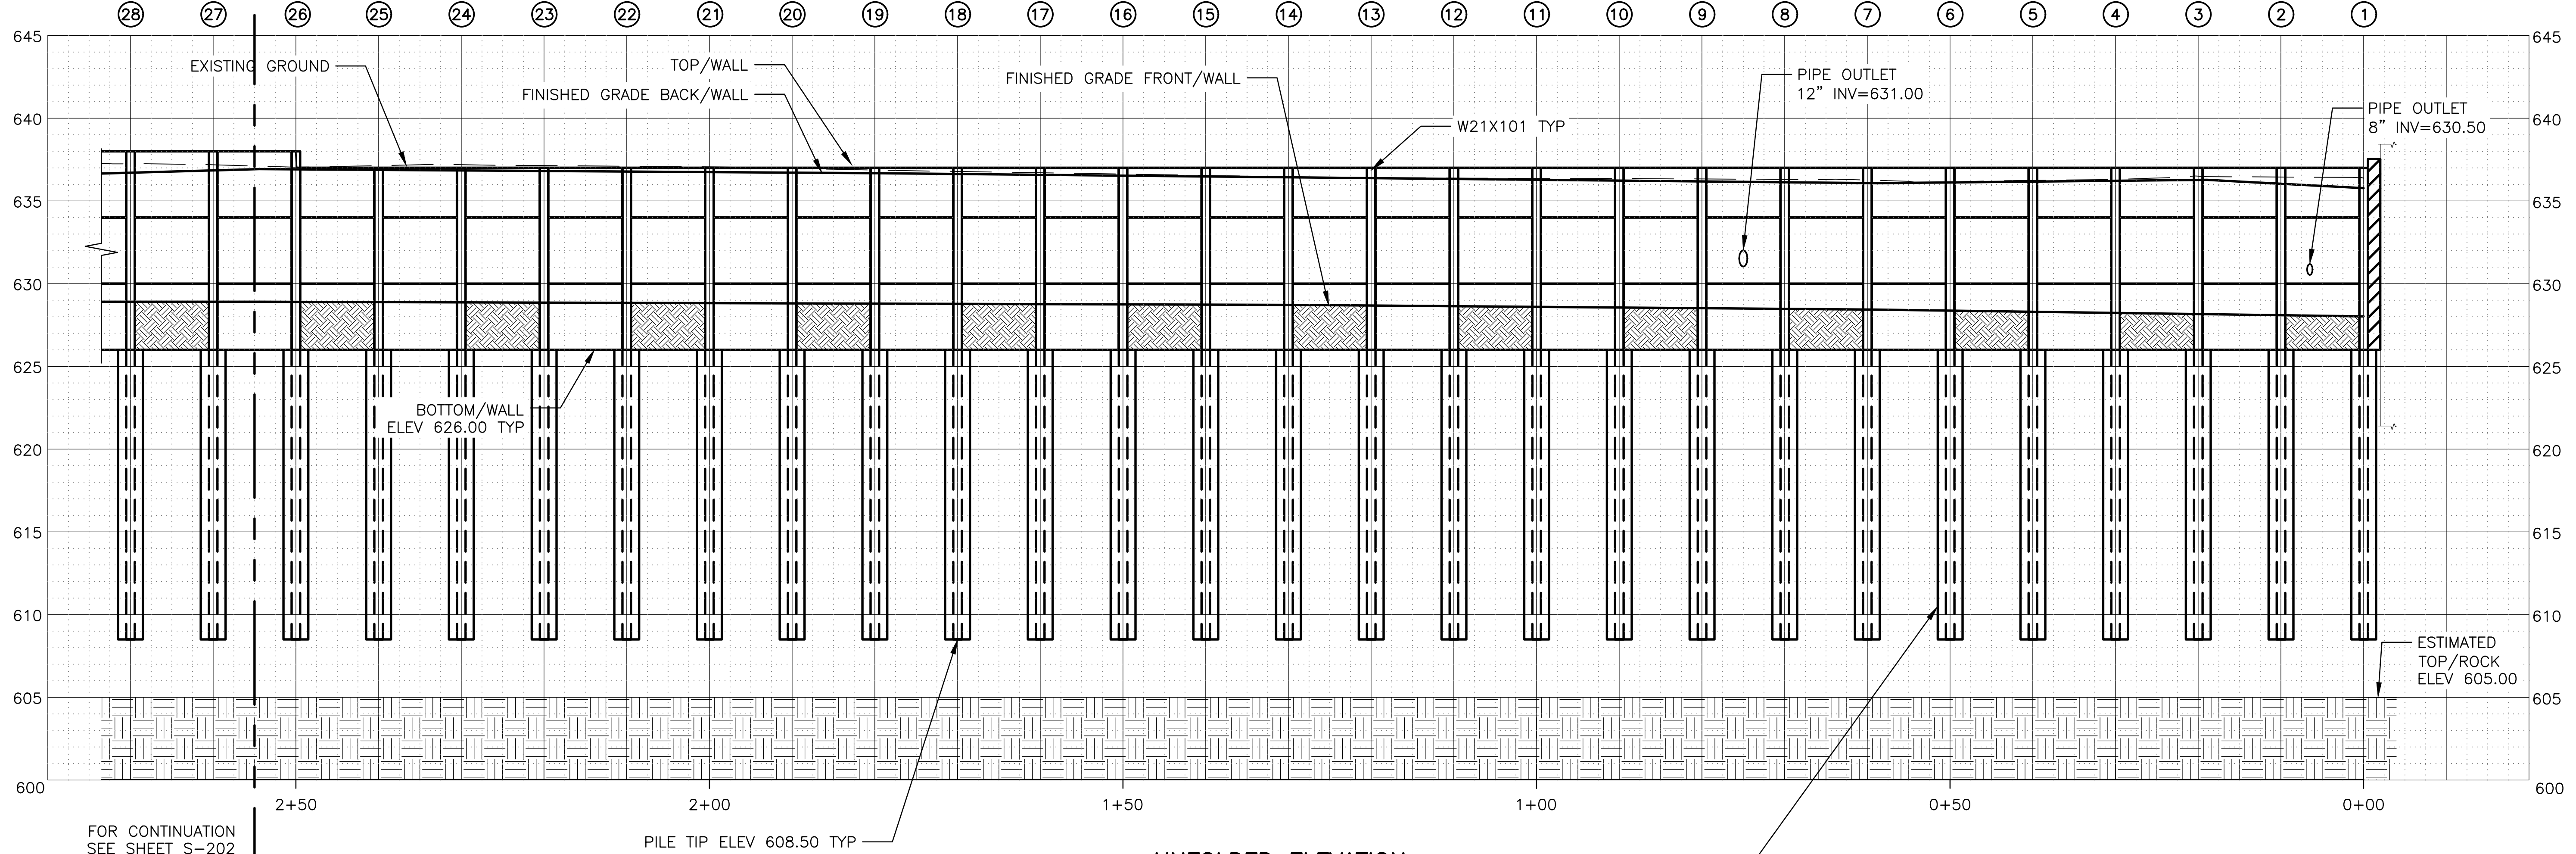 28 27 26 25 24 23 22 21 20 19 18 17 16 15 14 13 12 11 10 9 8 7 6 5 4 3 2 1
645 645
EXISTING GROUND
TOP/WALL
FINISHED GRADE BACK/WALL
FINISHED GRADE FRONT/WALL
PIPE OUTLET
12" INV=631.00
PIPE OUTLET
8" INV=630.50
W21X101 TYP
640 640
635 635
630 630
625 625
BOTTOM/WALL
ELEV 626.00 TYP
620 620
615 615
610 610
ESTIMATED
TOP/ROCK
ELEV 605.00
605 605
600 600
2+50 2+00 1+50 1+00 0+50 0+00
FOR CONTINUATION
SEE SHEET S-202
PILE TIP ELEV 608.50 TYP
UNFOLDED ELEVATION